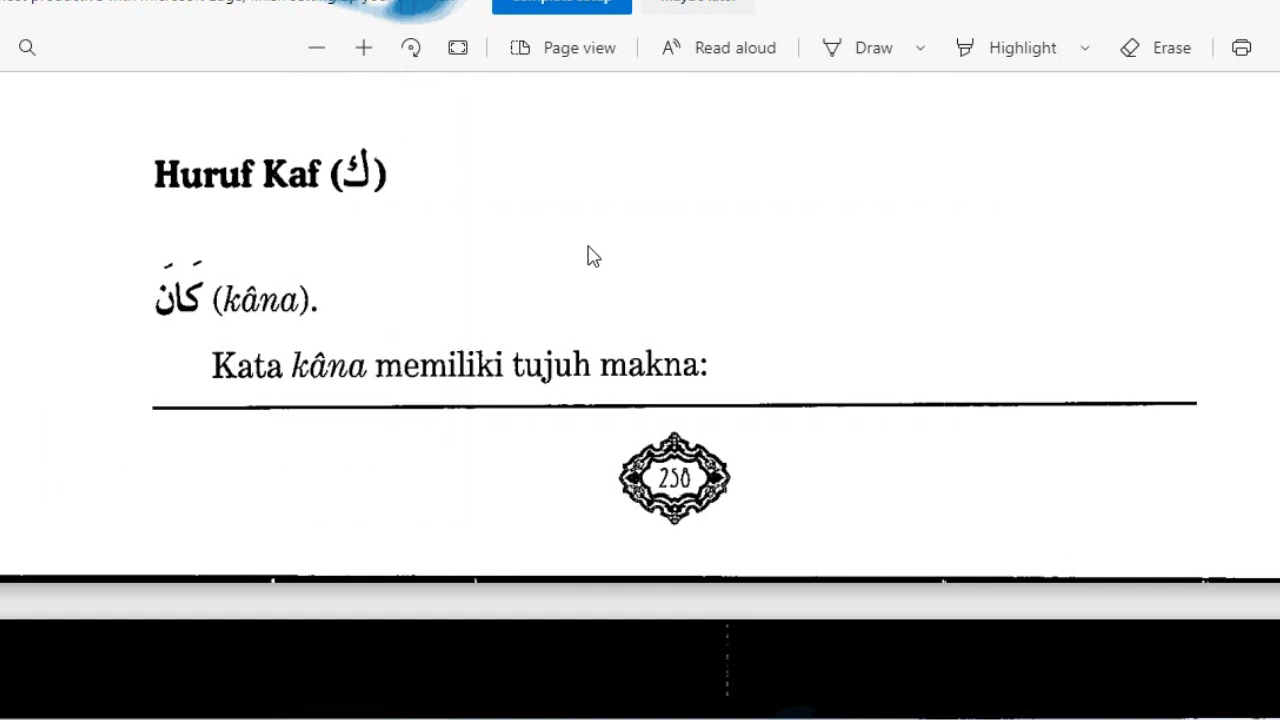 Page view
Read aloud
Draw
Highlight
Erase
Huruf Kaf (ك)
كَانَ (kâna).
Kata kâna memiliki tujuh makna:
258